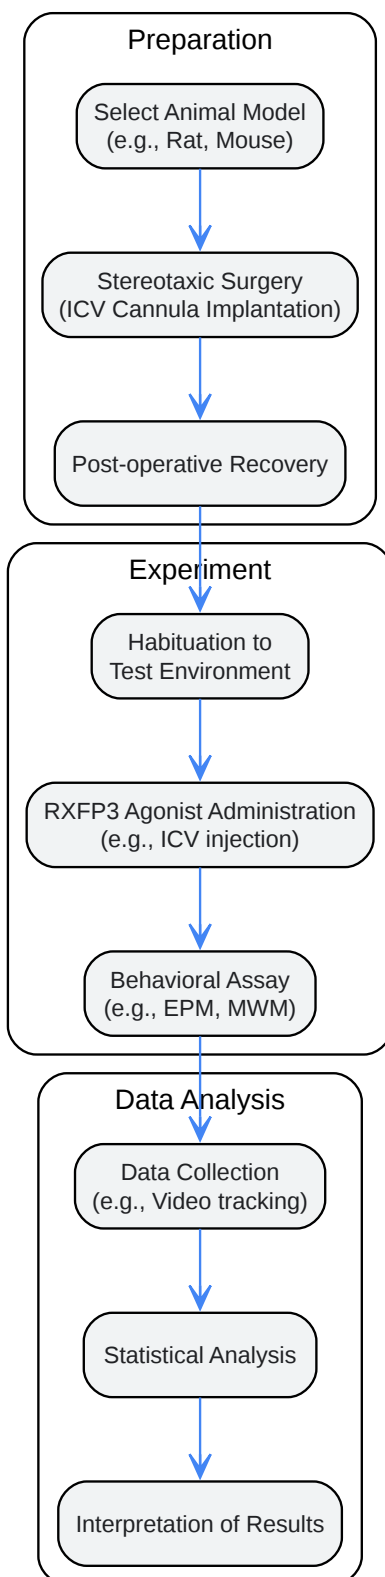 Preparation
Select Animal Model
(e.g., Rat, Mouse)
Stereotaxic Surgery
(ICV Cannula Implantation)
Post-operative Recovery
Experiment
Habituation to
Test Environment
RXFP3 Agonist Administration
(e.g., ICV injection)
Behavioral Assay
(e.g., EPM, MWM)
Data Analysis
Data Collection
(e.g., Video tracking)
Statistical Analysis
Interpretation of Results